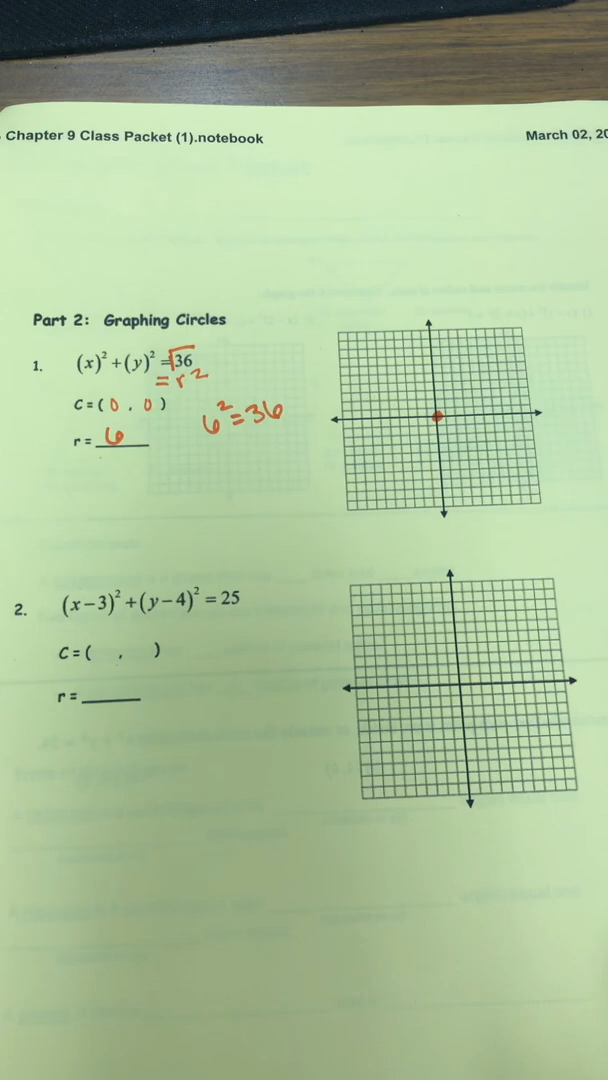 Chapter 9 Class Packet (1).notebook
March 02, 20
Part 2: Graphing Circles
1. (x)² + (y)² = √36
= r²
C = ( 0 , 0 )
6² = 36
r = 6
2. (x−3)² + (y−4)² = 25
C = ( , )
r = ______